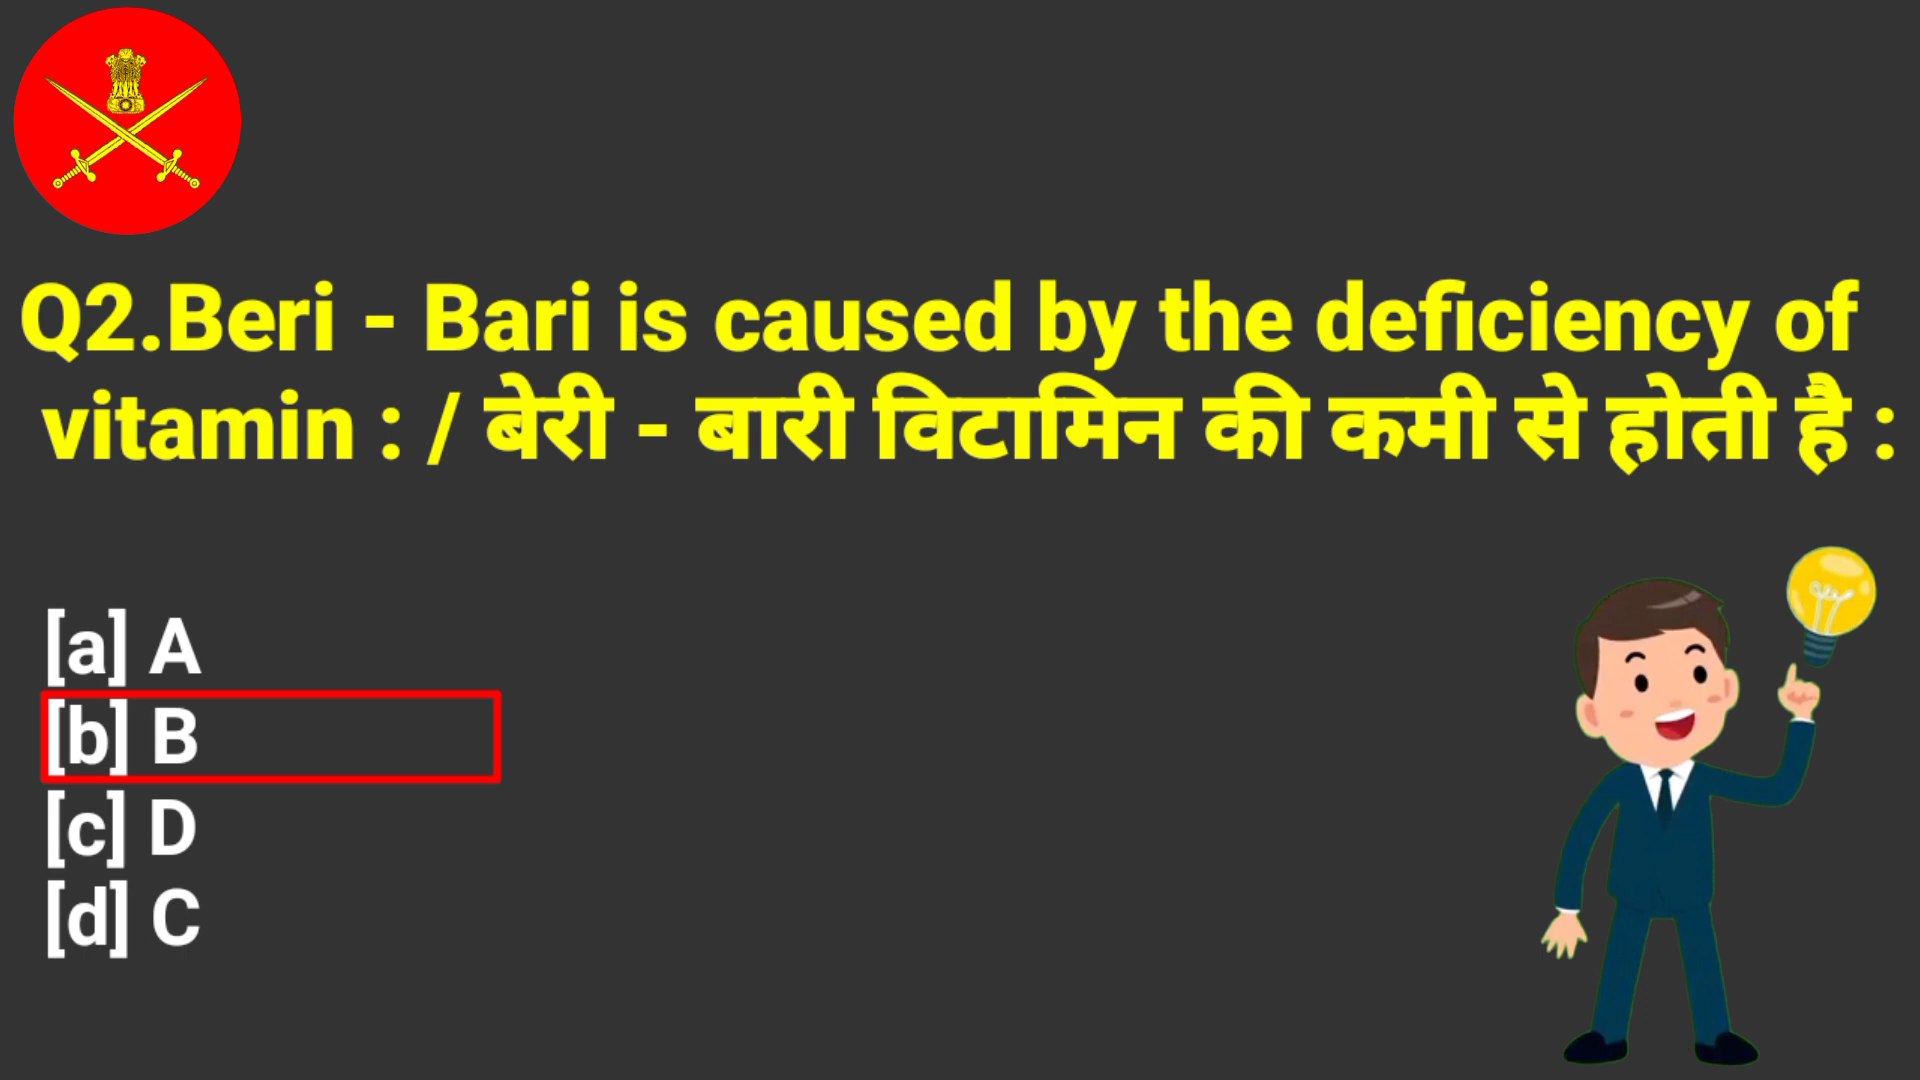 Q2.Beri - Bari is caused by the deficiency of
vitamin : / बेरी - बारी विटामिन की कमी से होती है :
[a] A
[b] B
[c] D
[d] C